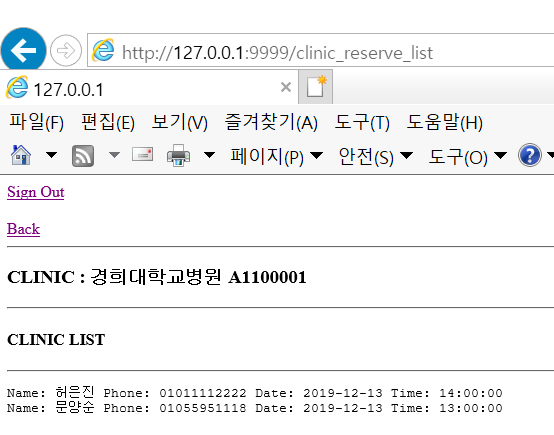 http://127.0.0.1:9999/clinic_reserve_list
127.0.0.1
파일(F) 편집(E) 보기(V) 즐겨찾기(A) 도구(T) 도움말(H)
페이지(P) 안전(S) 도구(O)
Sign Out
Back
CLINIC : 경희대학교병원 A1100001
CLINIC LIST
Name: 허은진 Phone: 01011112222 Date: 2019-12-13 Time: 14:00:00
Name: 문양순 Phone: 01055951118 Date: 2019-12-13 Time: 13:00:00